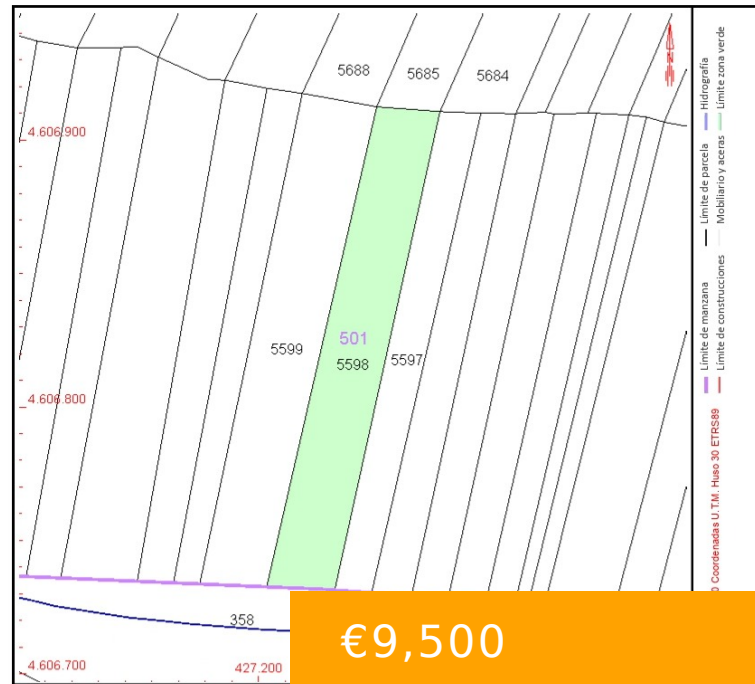 5688
5685
5684
4.606.900
501
5599
5598
5597
4.606.800
358
4.606.700
427.200
€9,500
Hidrografía
Límite zona verde
Límite de parcela
Mobiliario y aceras
Límite de manzana
Límite de construcciones
Coordenadas U.T.M. Huso 30 ETRS89